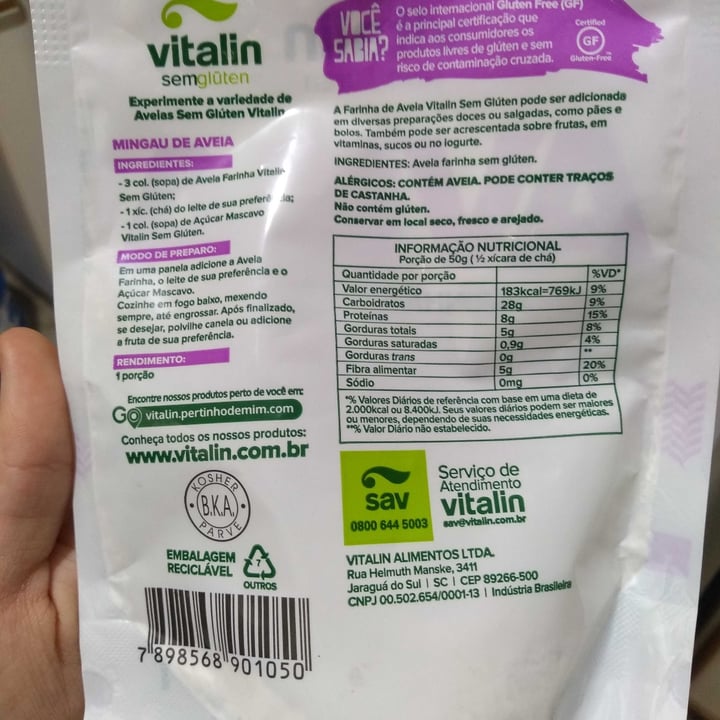 vitalin
semglúten
Experimente a variedade de
Aveias Sem Glúten Vitalin
MINGAU DE AVEIA
INGREDIENTES:
- 3 col. (sopa) de Aveia Farinha Vitalin
Sem Glúten;
- 1 xíc. (chá) do leite de sua preferência;
- 1 col. (sopa) de Açúcar Mascavo
Vitalin Sem Glúten.
MODO DE PREPARO:
Em uma panela adicione a Aveia
Farinha, o leite de sua preferência e o
Açúcar Mascavo.
Cozinhe em fogo baixo, mexendo
sempre, até engrossar. Após finalizado,
se desejar, polvilhe canela ou adicione
a fruta de sua preferência.
RENDIMENTO:
1 porção
Encontre nossos produtos perto de você em:
GO vitalin.pertinhodemim.com
Conheça todos os nossos produtos:
www.vitalin.com.br
KOSHER
B.K.A.
PARVE
EMBALAGEM
RECICLÁVEL
7
OUTROS
7 898568 901050
VOCÊ
SABIA?
O selo internacional Gluten Free (GF)
é a principal certificação que
indica aos consumidores os
produtos livres de glúten e sem
risco de contaminação cruzada.
Certified
GF
Gluten-Free
A Farinha de Aveia Vitalin Sem Glúten pode ser adicionada
em diversas preparações doces ou salgadas, como pães e
bolos. Também pode ser acrescentada sobre frutas, em
vitaminas, sucos ou no iogurte.
INGREDIENTES: Aveia farinha sem glúten.
ALÉRGICOS: CONTÉM AVEIA. PODE CONTER TRAÇOS
DE CASTANHA.
Não contém glúten.
Conservar em local seco, fresco e arejado.
INFORMAÇÃO NUTRICIONAL
Porção de 50g ( ½ xícara de chá)
Quantidade por porção %VD*
Valor energético 183kcal=769kJ 9%
Carboidratos 28g 9%
Proteínas 8g 15%
Gorduras totais 5g 8%
Gorduras saturadas 0,9g 4%
Gorduras trans 0g **
Fibra alimentar 5g 20%
Sódio 0mg 0%
*% Valores Diários de referência com base em uma dieta de
2.000kcal ou 8.400kJ. Seus valores diários podem ser maiores
ou menores, dependendo de suas necessidades energéticas.
**% Valor Diário não estabelecido.
sav
0800 644 5003
Serviço de
Atendimento
vitalin
sav@vitalin.com.br
VITALIN ALIMENTOS LTDA.
Rua Helmuth Manske, 3411
Jaraguá do Sul | SC | CEP 89266-500
CNPJ 00.502.654/0001-13 | Indústria Brasileira